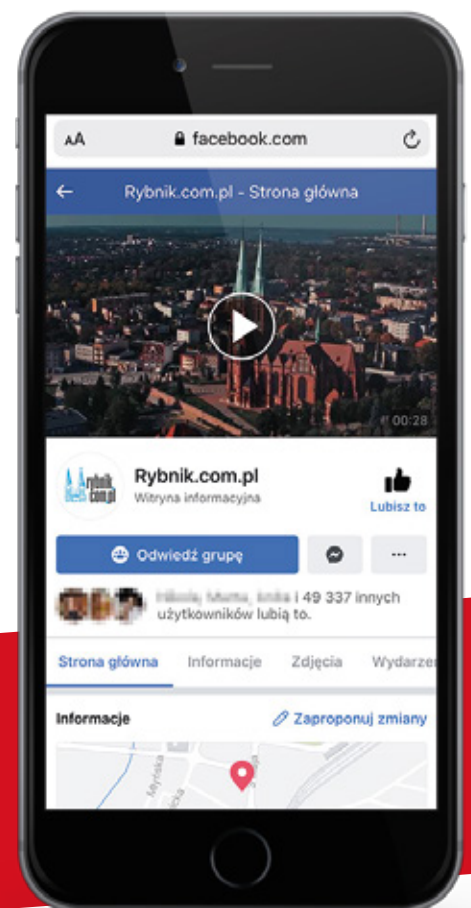 AA facebook.com
Rybnik.com.pl - Strona główna
00:28
rybnik
com.pl
Rybnik.com.pl
Witryna informacyjna
Lubisz to
Odwiedź grupę
i 49 337 innych
użytkowników lubią to.
Strona główna Informacje Zdjęcia Wydarzen
Informacje Zaproponuj zmiany